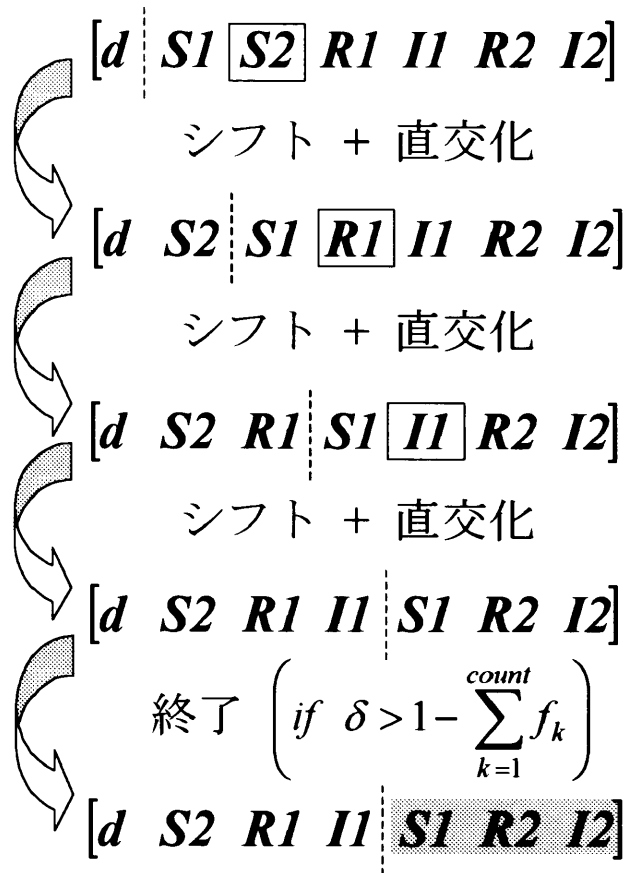 [d S1 S2 R1 I1 R2 I2]
シフト + 直交化
[d S2 S1 R1 I1 R2 I2]
シフト + 直交化
[d S2 R1 S1 I1 R2 I2]
シフト + 直交化
[d S2 R1 I1 S1 R2 I2]
終了 (if δ > 1 − ∑_{k=1}^{count} f_k)
[d S2 R1 I1 S1 R2 I2]